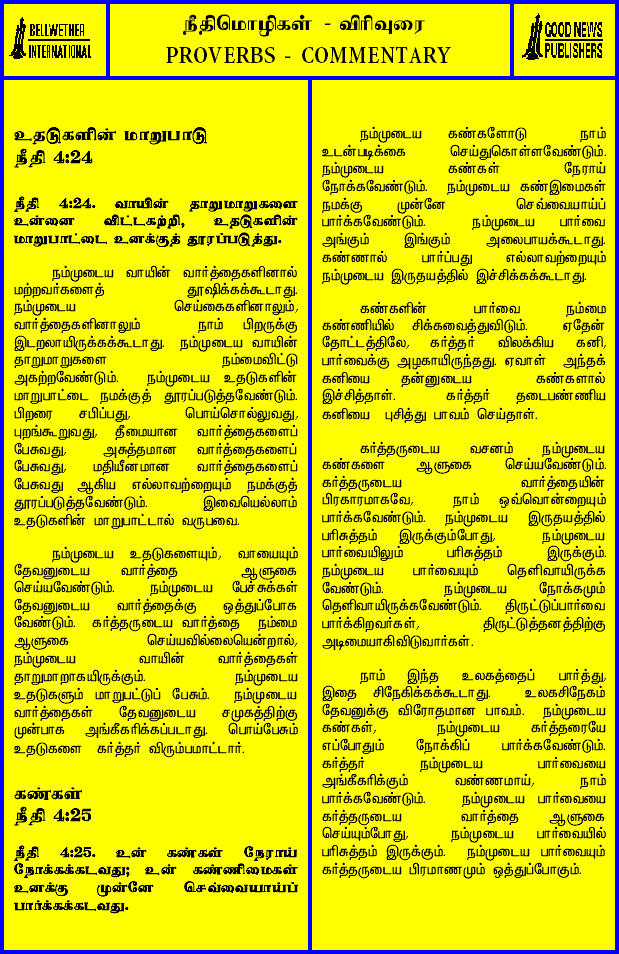 BELLWETHER
INTERNATIONAL
நீதிமொழிகள் - விரிவுரை
PROVERBS - COMMENTARY
GOOD NEWS
PUBLISHERS
உதடுகளின் மாறுபாடு
நீதி 4:24
நீதி 4:24. வாயின் தாறுமாறுகளை
உன்னை விட்டகற்றி, உதடுகளின்
மாறுபாட்டை உனக்குத் தூரப்படுத்து.
நம்முடைய வாயின் வார்த்தைகளினால்
மற்றவர்களைத் தூஷிக்கக்கூடாது.
நம்முடைய செய்கைகளினாலும்,
வார்த்தைகளினாலும் நாம் பிறருக்கு
இடறலாயிருக்கக்கூடாது. நம்முடைய வாயின்
தாறுமாறுகளை நம்மைவிட்டு
அகற்றவேண்டும். நம்முடைய உதடுகளின்
மாறுபாட்டை நமக்குத் தூரப்படுத்தவேண்டும்.
பிறரை சபிப்பது, பொய்சொல்லுவது,
புறங்கூறுவது, தீமையான வார்த்தைகளைப்
பேசுவது, அசுத்தமான வார்த்தைகளைப்
பேசுவது, மதியீனமான வார்த்தைகளைப்
பேசுவது ஆகிய எல்லாவற்றையும் நமக்குத்
தூரப்படுத்தவேண்டும். இவையெல்லாம்
உதடுகளின் மாறுபாட்டால் வருபவை.
நம்முடைய உதடுகளையும், வாயையும்
தேவனுடைய வார்த்தை ஆளுகை
செய்யவேண்டும். நம்முடைய பேச்சுக்கள்
தேவனுடைய வார்த்தைக்கு ஒத்துப்போக
வேண்டும். கர்த்தருடைய வார்த்தை நம்மை
ஆளுகை செய்யவில்லையென்றால்,
நம்முடைய வாயின் வார்த்தைகள்
தாறுமாறாகயிருக்கும். நம்முடைய
உதடுகளும் மாறுபட்டுப் பேசும். நம்முடைய
வார்த்தைகள் தேவனுடைய சமுகத்திற்கு
முன்பாக அங்கீகரிக்கப்படாது. பொய்பேசும்
உதடுகளை கர்த்தர் விரும்பமாட்டார்.
கண்கள்
நீதி 4:25
நீதி 4:25. உன் கண்கள் நேராய்
நோக்கக்கடவது; உன் கண்ணிமைகள்
உனக்கு முன்னே செவ்வையாய்ப்
பார்க்கக்கடவது.
நம்முடைய கண்களோடு நாம்
உடன்படிக்கை செய்துகொள்ளவேண்டும்.
நம்முடைய கண்கள் நேராய்
நோக்கவேண்டும். நம்முடைய கண்இமைகள்
நமக்கு முன்னே செவ்வையாய்ப்
பார்க்கவேண்டும். நம்முடைய பார்வை
அங்கும் இங்கும் அலைபாயக்கூடாது.
கண்ணால் பார்ப்பது எல்லாவற்றையும்
நம்முடைய இருதயத்தில் இச்சிக்கக்கூடாது.
கண்களின் பார்வை நம்மை
கண்ணியில் சிக்கவைத்துவிடும். ஏதேன்
தோட்டத்திலே, கர்த்தர் விலக்கிய கனி,
பார்வைக்கு அழகாயிருந்தது. ஏவாள் அந்தக்
கனியை தன்னுடைய கண்களால்
இச்சித்தாள். கர்த்தர் தடைபண்ணிய
கனியை புசித்து பாவம் செய்தாள்.
கர்த்தருடைய வசனம் நம்முடைய
கண்களை ஆளுகை செய்யவேண்டும்.
கர்த்தருடைய வார்த்தையின்
பிரகாரமாகவே, நாம் ஒவ்வொன்றையும்
பார்க்கவேண்டும். நம்முடைய இருதயத்தில்
பரிசுத்தம் இருக்கும்போது, நம்முடைய
பார்வையிலும் பரிசுத்தம் இருக்கும்.
நம்முடைய பார்வையும் தெளிவாயிருக்க
வேண்டும். நம்முடைய நோக்கமும்
தெளிவாயிருக்கவேண்டும். திருட்டுப்பார்வை
பார்க்கிறவர்கள், திருட்டுத்தனத்திற்கு
அடிமையாகிவிடுவார்கள்.
நாம் இந்த உலகத்தைப் பார்த்து,
இதை சிநேகிக்கக்கூடாது. உலகசிநேகம்
தேவனுக்கு விரோதமான பாவம். நம்முடைய
கண்கள், நம்முடைய கர்த்தரையே
எப்போதும் நோக்கிப் பார்க்கவேண்டும்.
கர்த்தர் நம்முடைய பார்வையை
அங்கீகரிக்கும் வண்ணமாய், நாம்
பார்க்கவேண்டும். நம்முடைய பார்வையை
கர்த்தருடைய வார்த்தை ஆளுகை
செய்யும்போது, நம்முடைய பார்வையில்
பரிசுத்தம் இருக்கும். நம்முடைய பார்வையும்
கர்த்தருடைய பிரமாணமும் ஒத்துப்போகும்.